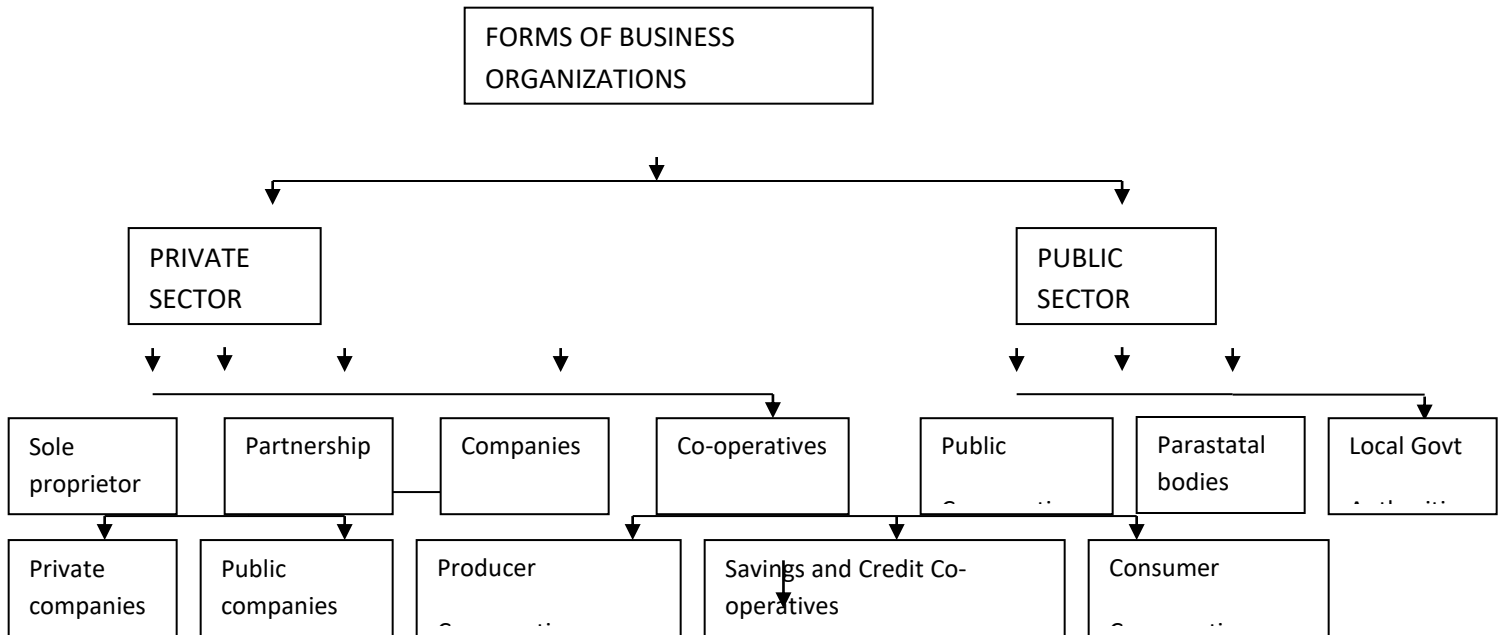 FORMS OF BUSINESS
ORGANIZATIONS
PRIVATE
SECTOR
PUBLIC
SECTOR
Sole
proprietor
Partnership
Companies
Co-operatives
Public
Parastatal
bodies
Local Govt
Private
companies
Public
companies
Producer
Savings and Credit Co-
operatives
Consumer